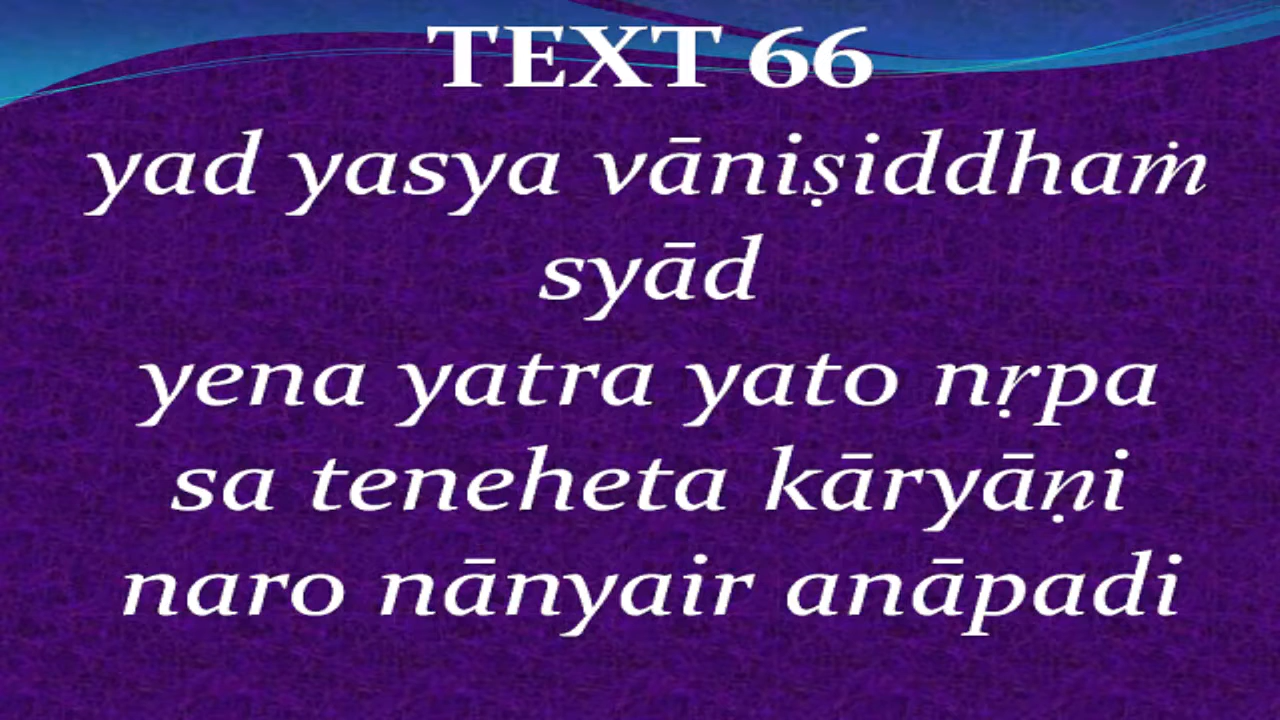 TEXT 66
yad yasya vāniṣiddhaṁ
syād
yena yatra yato nṛpa
sa teneheta kāryāṇi
naro nānyair anāpadi